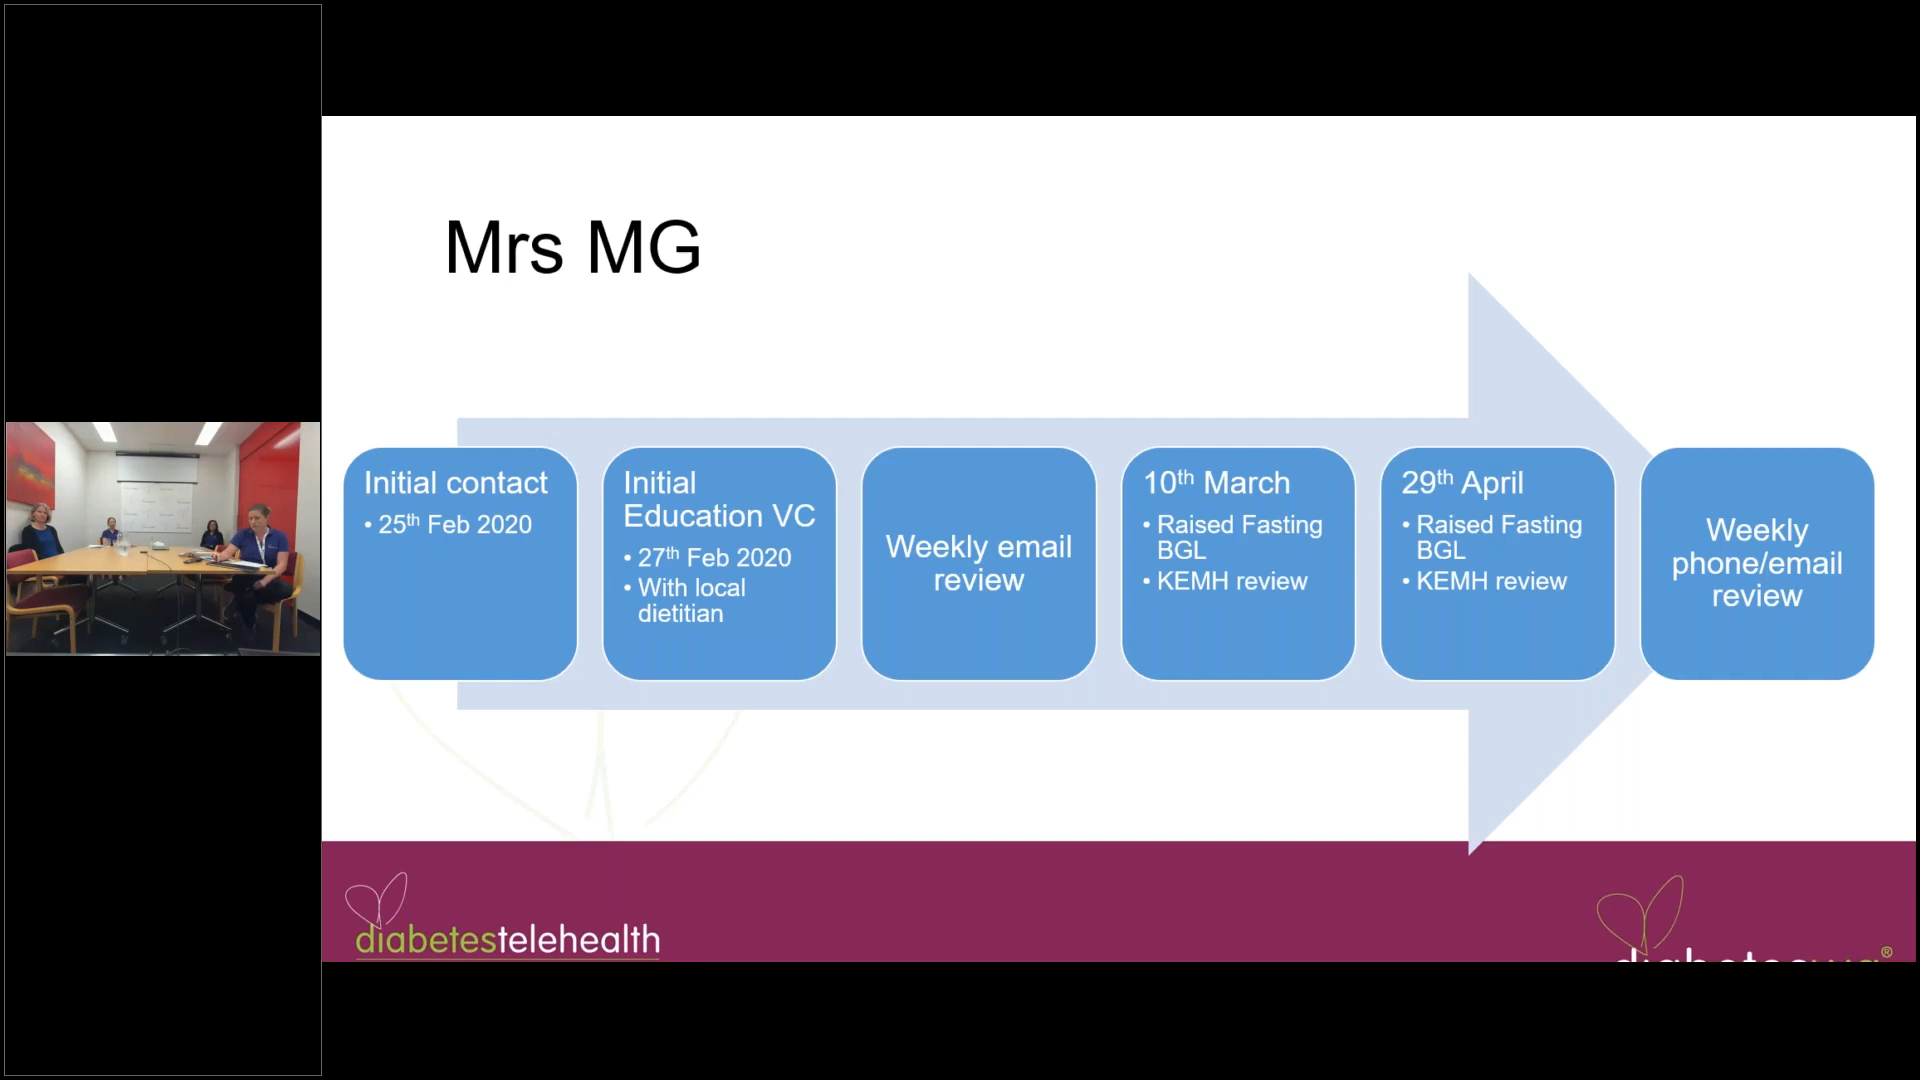 Mrs MG
Initial contact
• 25th Feb 2020
Initial
Education VC
• 27th Feb 2020
• With local
dietitian
Weekly email
review
10th March
• Raised Fasting
BGL
• KEMH review
29th April
• Raised Fasting
BGL
• KEMH review
Weekly
phone/email
review
diabetestelehealth
diabeteswa®